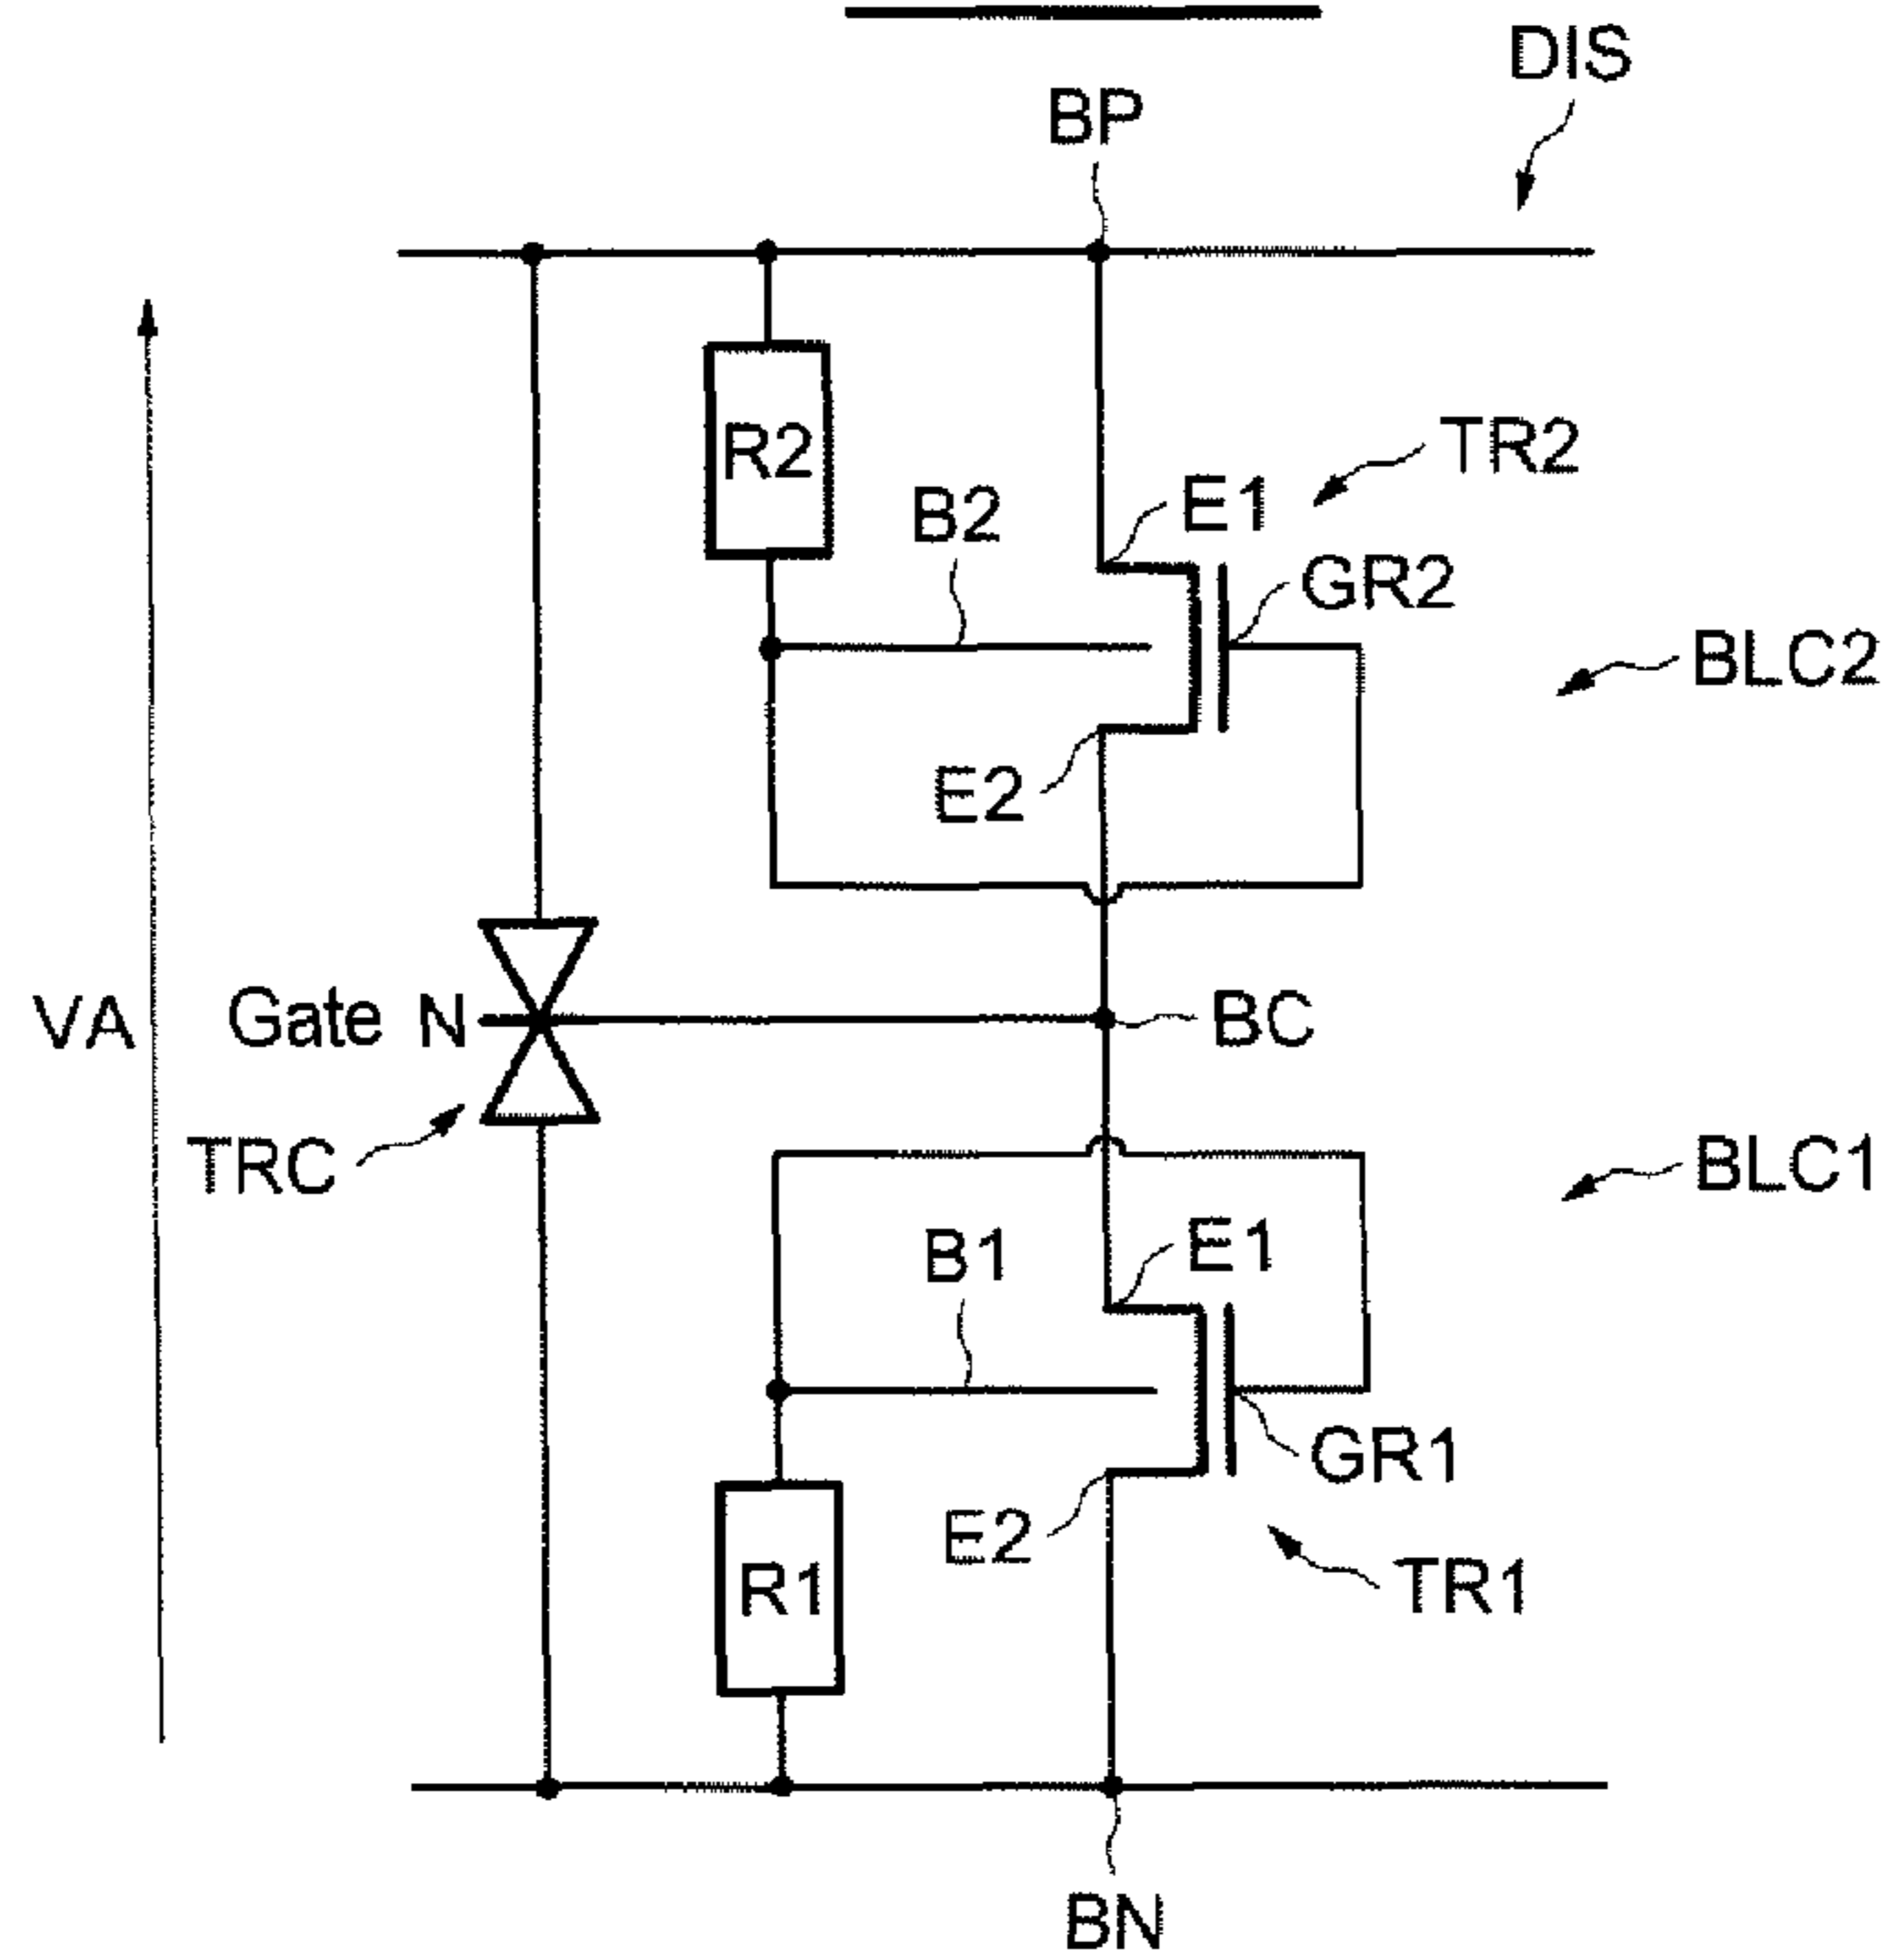 DIS
BP
TR2
R2
E1
B2
GR2
BLC2
E2
VA
Gate N
BC
TRC
BLC1
E1
B1
GR1
E2
R1
TR1
BN